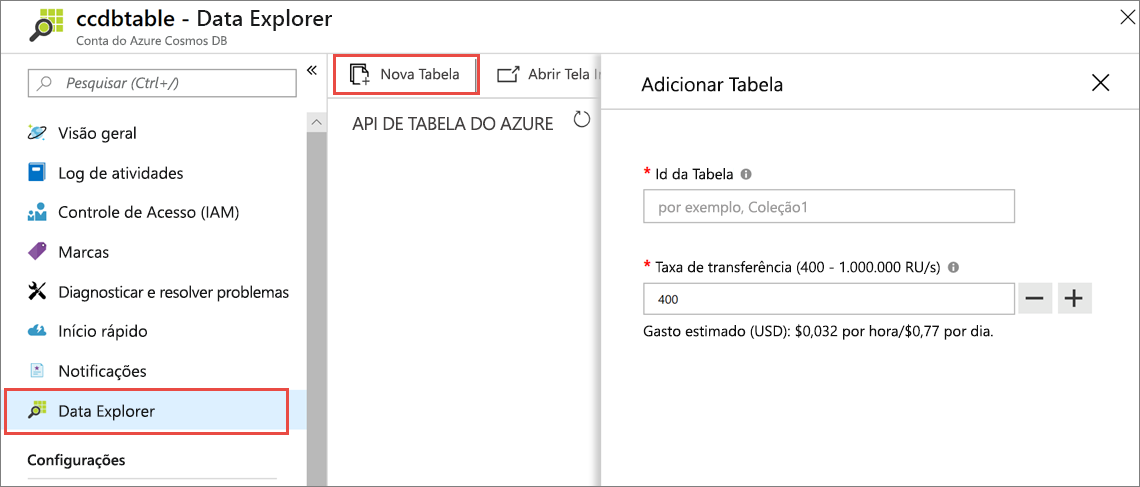 ccdbtable - Data Explorer
Conta do Azure Cosmos DB
Pesquisar (Ctrl+/)
Visão geral
Log de atividades
Controle de Acesso (IAM)
Marcas
Diagnosticar e resolver problemas
Início rápido
Notificações
Data Explorer
Configurações
Nova Tabela
Abrir Tela I
API DE TABELA DO AZURE
Adicionar Tabela
* Id da Tabela
por exemplo, Coleção1
* Taxa de transferência (400 - 1.000.000 RU/s)
400
Gasto estimado (USD): $0,032 por hora/$0,77 por dia.